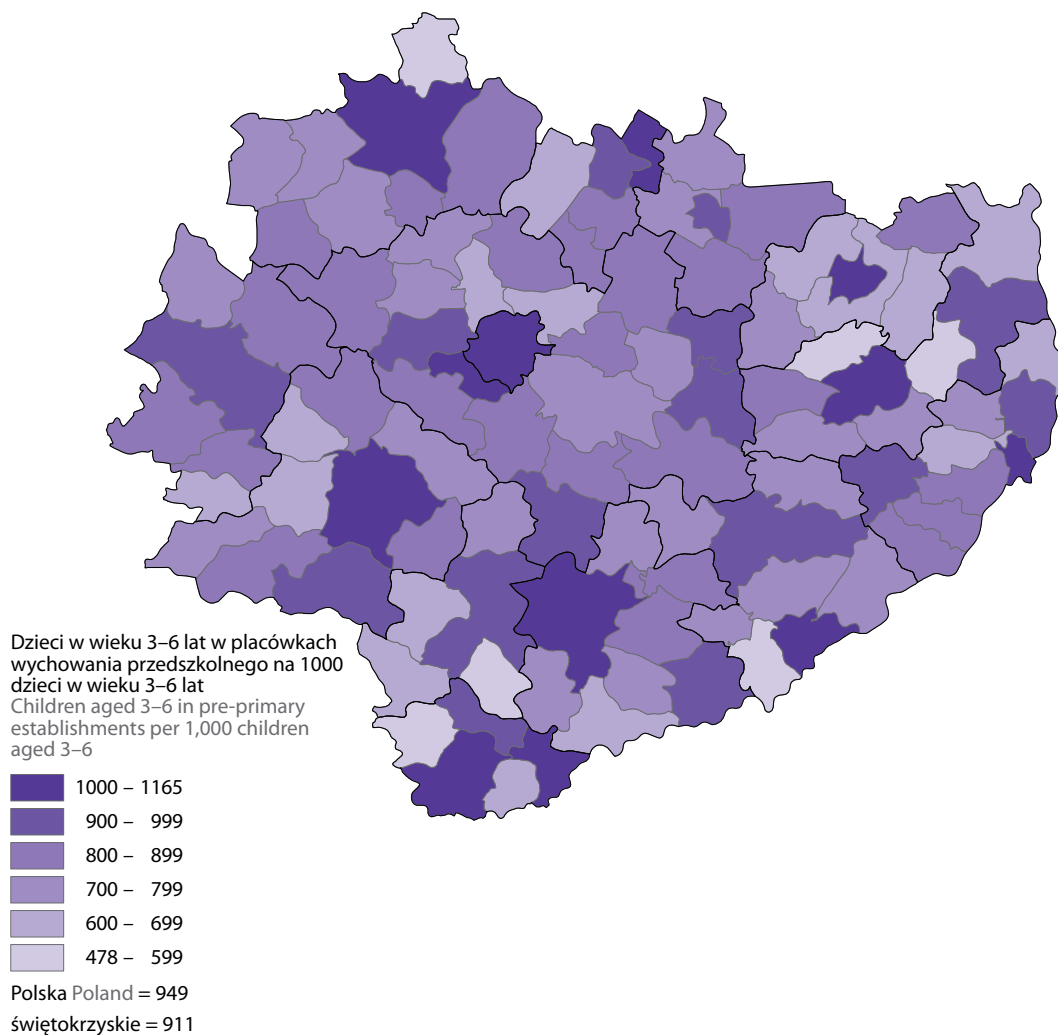 Dzieci w wieku 3–6 lat w placówkach
wychowania przedszkolnego na 1000
dzieci w wieku 3–6 lat
Children aged 3–6 in pre-primary
establishments per 1,000 children
aged 3–6
1000 – 1165
900 – 999
800 – 899
700 – 799
600 – 699
478 – 599
Polska Poland = 949
świętokrzyskie = 911